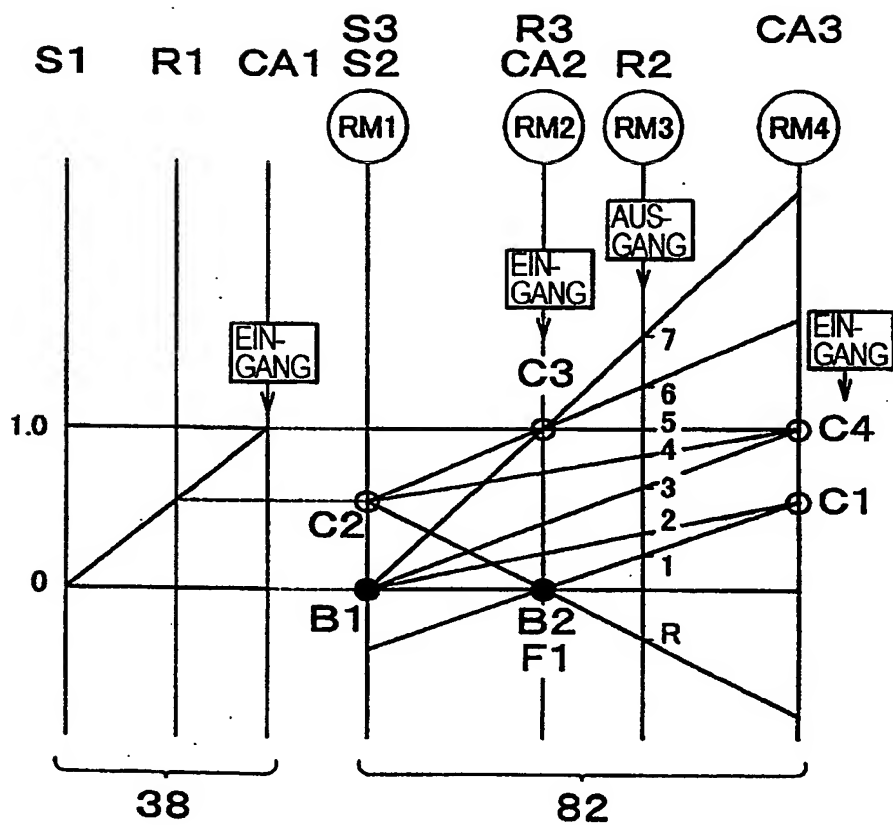 S3 R3 CA3
S1 R1 CA1 S2 CA2 R2
RM1 RM2 RM3 RM4
AUS-
GANG
EIN-
GANG
EIN-
GANG
EIN-
GANG
7
C3
6
1.0
5
C4
4
3
C2
2
C1
1
0
B1
B2
R
F1
38
82